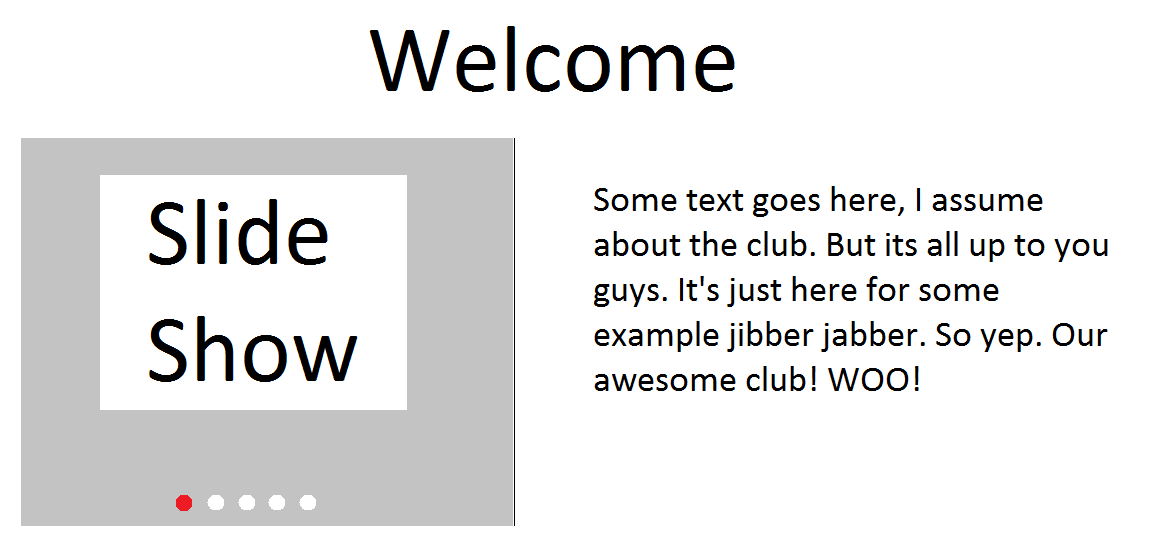 Welcome
Slide
Show
Some text goes here, I assume
about the club. But its all up to you
guys. It's just here for some
example jibber jabber. So yep. Our
awesome club! WOO!